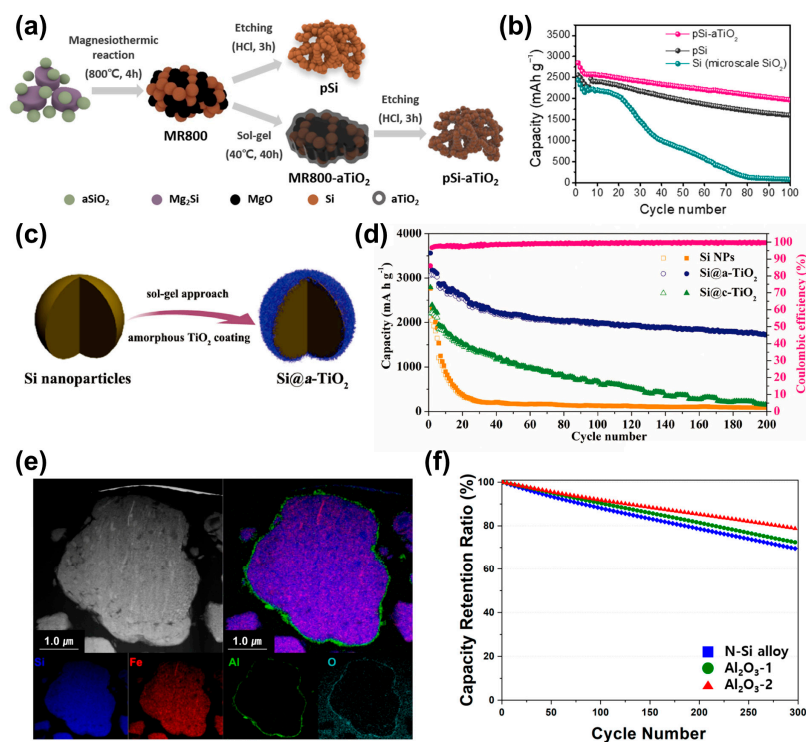 (a)
Magnesiothermic
reaction
(800℃, 4h)
MR800
Etching
(HCl, 3h)
pSi
Sol-gel
(40℃, 40h)
MR800-aTiO₂
Etching
(HCl, 3h)
pSi-aTiO₂
aSiO₂
Mg₂Si
MgO
Si
aTiO₂
(b)
Capacity (mAh g⁻¹)
3500
3000
2500
2000
1500
1000
500
0
pSi-aTiO₂
pSi
Si (microscale SiO₂)
0 10 20 30 40 50 60 70 80 90 100
Cycle number
(c)
Si nanoparticles
sol-gel approach
amorphous TiO₂ coating
Si@a-TiO₂
(d)
Capacity (mA h g⁻¹)
4000
3000
2000
1000
0
Si NPs
Si@a-TiO₂
Si@c-TiO₂
100
90
80
70
60
50
40
30
20
10
0
Coulombic efficiency (%)
0 20 40 60 80 100 120 140 160 180 200
Cycle number
(e)
1.0 ㎛
1.0 ㎛
Si
Fe
Al
O
(f)
Capacity Retention Ratio (%)
100
80
60
40
20
0
N-Si alloy
Al₂O₃-1
Al₂O₃-2
0 50 100 150 200 250 300
Cycle Number